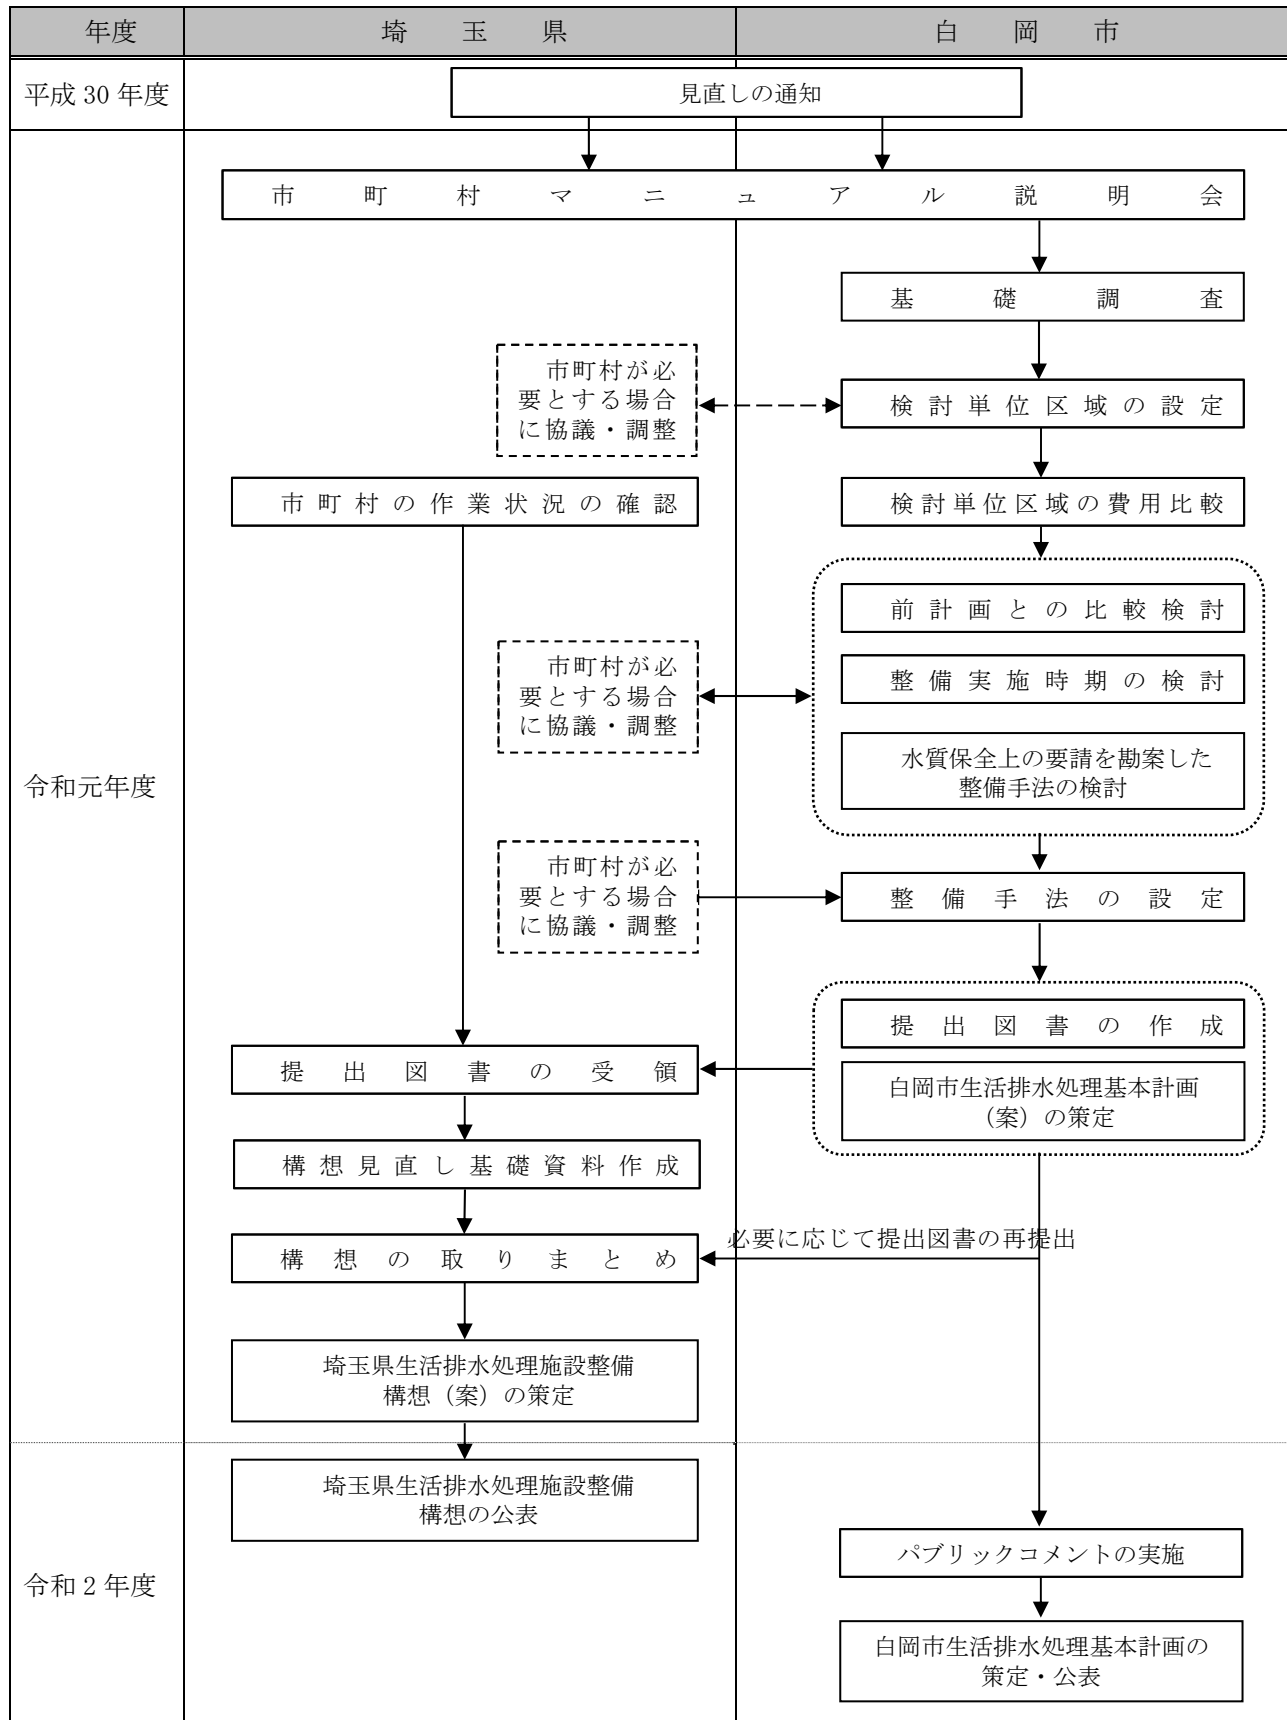 年度 埼玉県 白岡市
平成 30 年度
見直しの通知
市町村マニュアル説明会
基礎調査
市町村が必
要とする場合
に協議・調整
検討単位区域の設定
市町村の作業状況の確認
検討単位区域の費用比較
前計画との比較検討
市町村が必
要とする場合
に協議・調整
整備実施時期の検討
水質保全上の要請を勘案した
整備手法の検討
令和元年度
市町村が必
要とする場合
に協議・調整
整備手法の設定
提出図書の作成
提出図書の受領
白岡市生活排水処理基本計画
（案）の策定
構想見直し基礎資料作成
必要に応じて提出図書の再提出
構想の取りまとめ
埼玉県生活排水処理施設整備
構想（案）の策定
埼玉県生活排水処理施設整備
構想の公表
パブリックコメントの実施
令和 2 年度
白岡市生活排水処理基本計画の
策定・公表